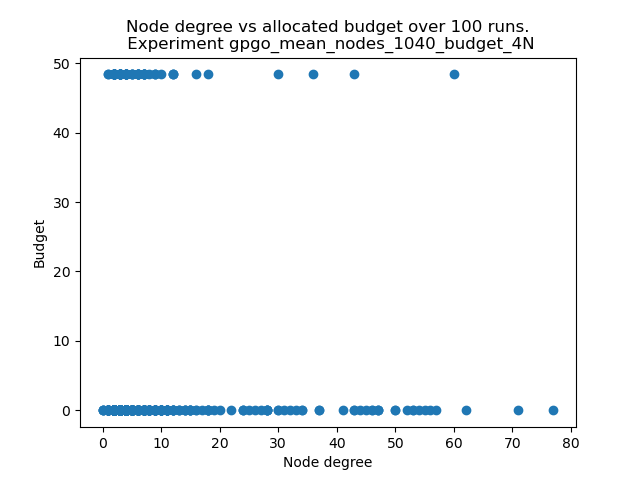 Node degree vs allocated budget over 100 runs.
Experiment gpgo_mean_nodes_1040_budget_4N
50
40
30
20
10
0
Budget
0 10 20 30 40 50 60 70 80
Node degree